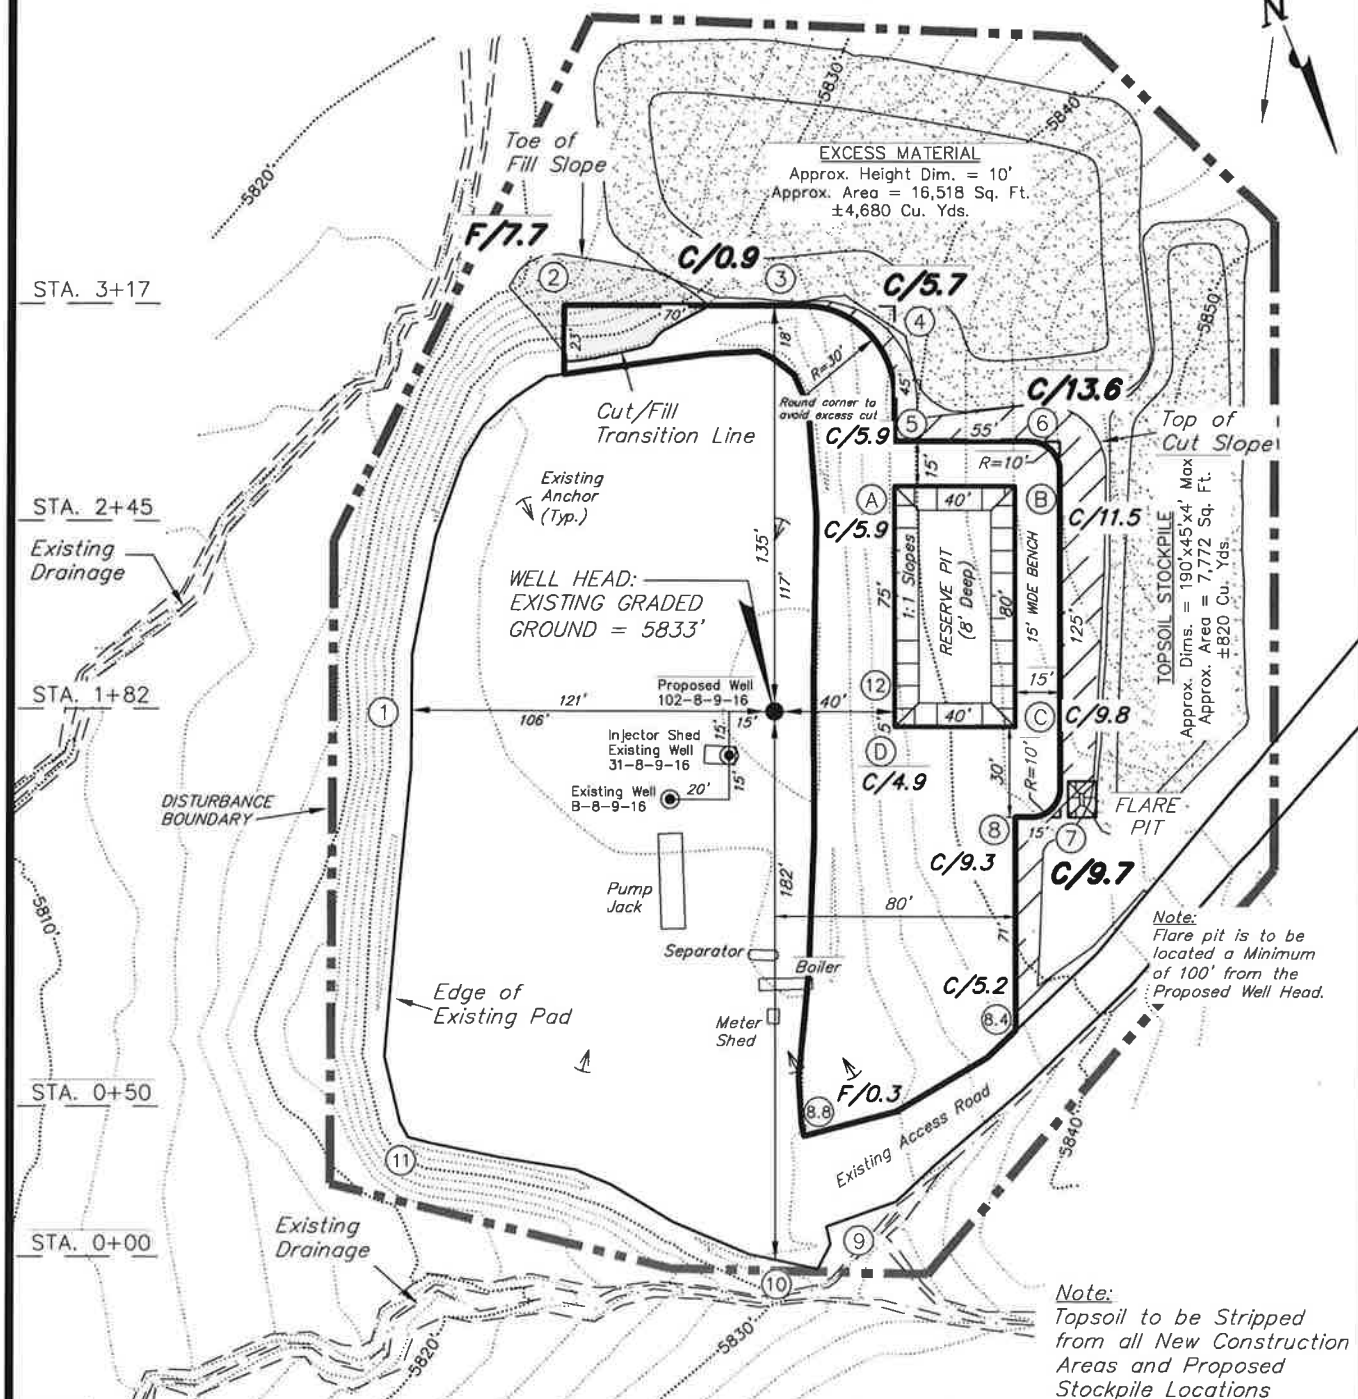 N
5830'
5840'
5820'
Toe of
Fill Slope
EXCESS MATERIAL
Approx. Height Dim. = 10'
Approx. Area = 16,518 Sq. Ft.
±4,680 Cu. Yds.
F/7.7
C/0.9
C/5.7
2
3
4
STA. 3+17
70'
23'
18'
R=30'
45'
5850'
C/13.6
Cut/Fill
Transition Line
Round corner to
avoid excess cut
5
6
55'
C/5.9
R=10'
Top of
Cut Slope
15'
Existing
Anchor
(Typ.)
STA. 2+45
A
B
40'
C/5.9
C/11.5
Existing
Drainage
135'
117'
75'
1:1 Slopes
RESERVE PIT
(8' Deep)
80'
15' WIDE BENCH
125'
TOPSOIL STOCKPILE
Approx. Dims. = 190'x45'x4' Max
Approx. Area = 7,772 Sq. Ft.
±820 Cu. Yds.
WELL HEAD:
EXISTING GRADED
GROUND = 5833'
STA. 1+82
1
121'
106'
Proposed Well
102-8-9-16
15'
15'
40'
12
5'
40'
15'
C
C/9.8
D
C/4.9
Injector Shed
Existing Well
31-8-9-16
15'
Existing Well
B-8-9-16
20'
30'
R=10'
DISTURBANCE
BOUNDARY
FLARE
PIT
8
15'
7
C/9.3
C/9.7
Pump
Jack
182'
80'
71'
5810'
Note:
Flare pit is to be
located a Minimum
of 100' from the
Proposed Well Head.
Separator
Boiler
C/5.2
Edge of
Existing Pad
Meter
Shed
8.4
STA. 0+50
F/0.3
8.8
Existing Access Road
5840'
11
STA. 0+00
Existing
Drainage
9
10
5820'
5830'
Note:
Topsoil to be Stripped
from all New Construction
Areas and Proposed
Stockpile Locations